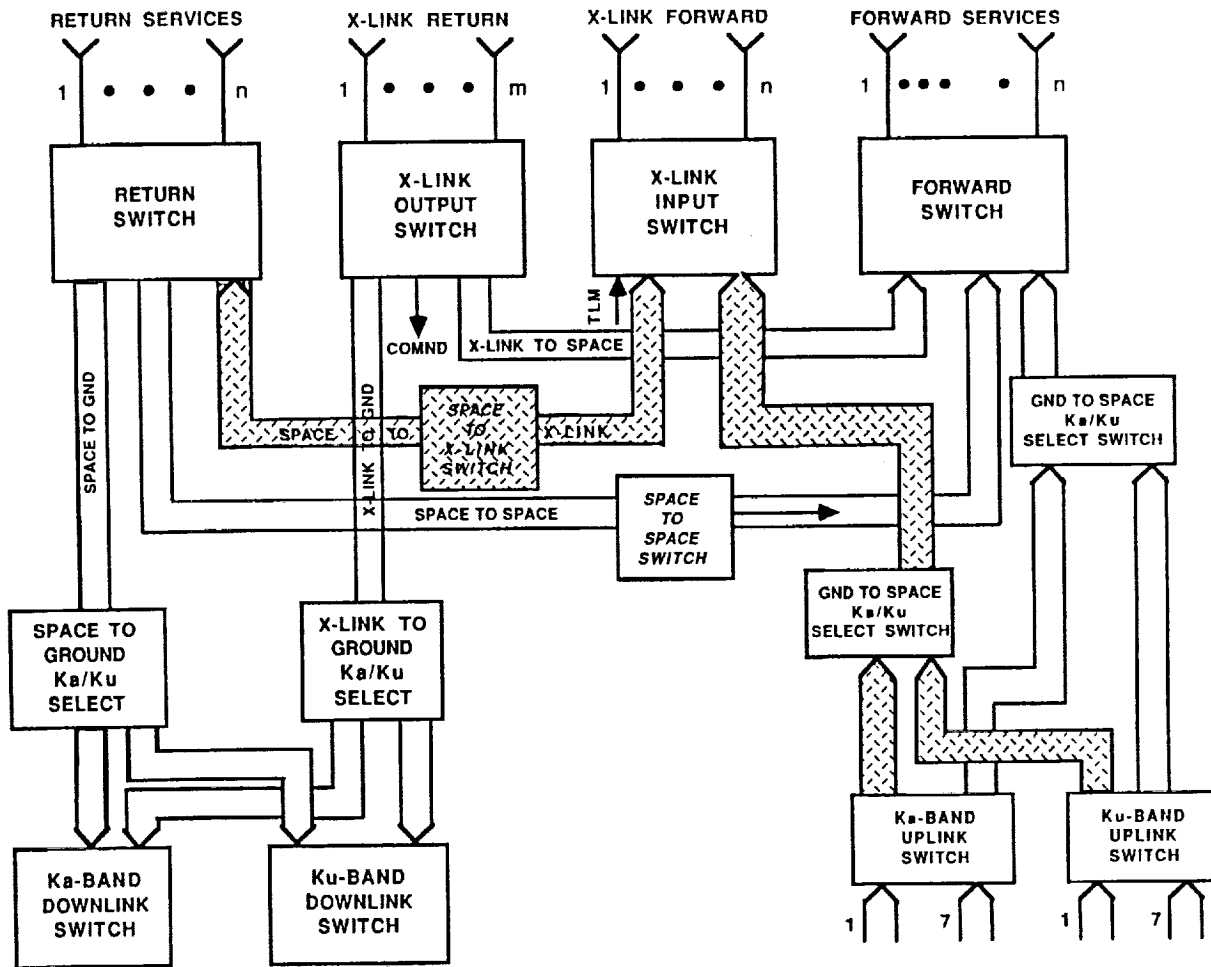 RETURN SERVICES
X-LINK RETURN
X-LINK FORWARD
FORWARD SERVICES
1 • • • n
1 • • • m
1 • • • n
1 ••• • n
RETURN
SWITCH
X-LINK
OUTPUT
SWITCH
X-LINK
INPUT
SWITCH
FORWARD
SWITCH
COMND
TLM
X-LINK TO SPACE
SPACE TO GND
X-LINK TO GND
SPACE TO X-LINK
SPACE
TO
X-LINK
SWITCH
GND TO SPACE
Ka/Ku
SELECT SWITCH
SPACE TO SPACE
SPACE
TO
SPACE
SWITCH
GND TO SPACE
Ka/Ku
SELECT SWITCH
SPACE TO
GROUND
Ka/Ku
SELECT
X-LINK TO
GROUND
Ka/Ku
SELECT
Ka-BAND
UPLINK
SWITCH
Ku-BAND
UPLINK
SWITCH
Ka-BAND
DOWNLINK
SWITCH
Ku-BAND
DOWNLINK
SWITCH
1 7
1 7